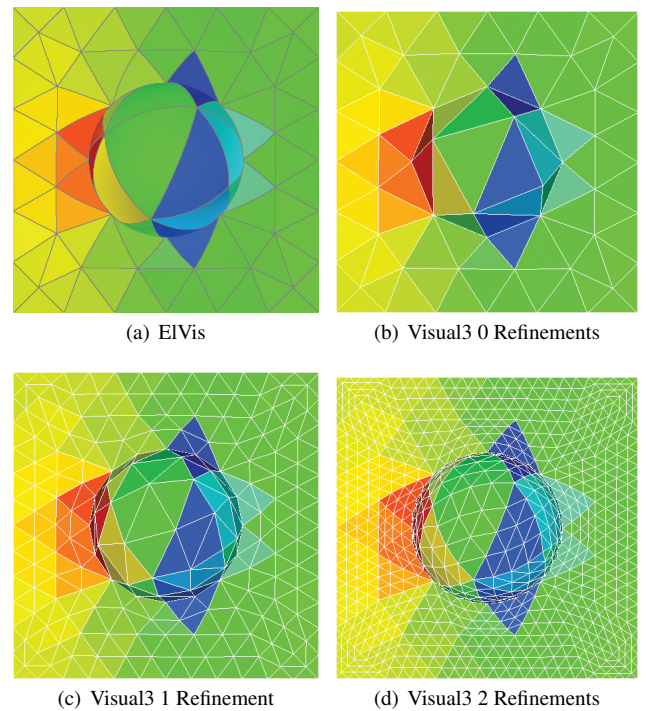 (a) ElVis
(b) Visual3 0 Refinements
(c) Visual3 1 Refinement
(d) Visual3 2 Refinements